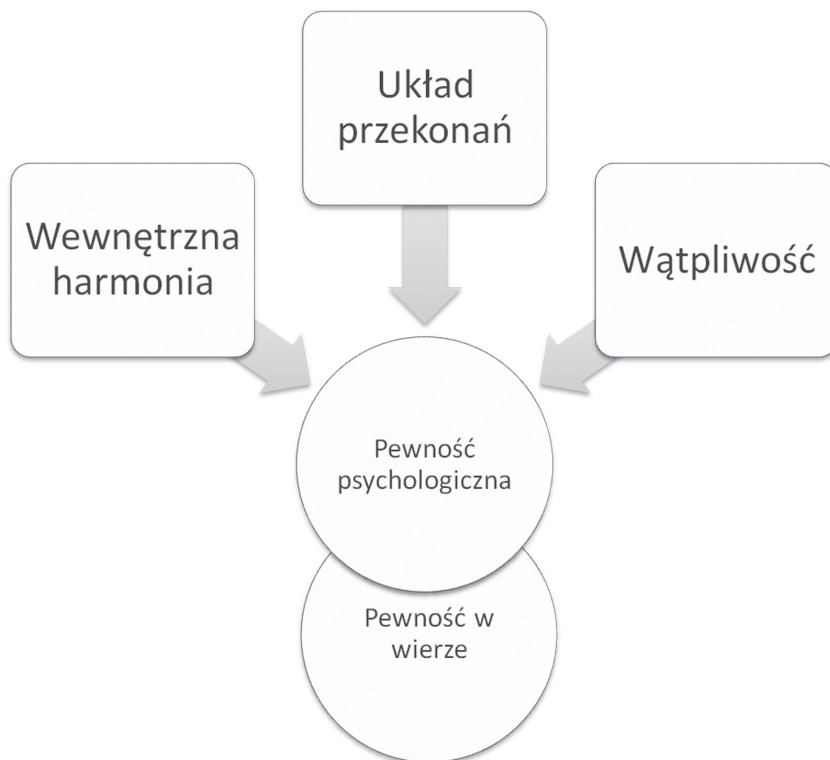 Układ
przekonań
Wewnętrzna
harmonia
Wątpliwość
Pewność
psychologiczna
Pewność w
wierze